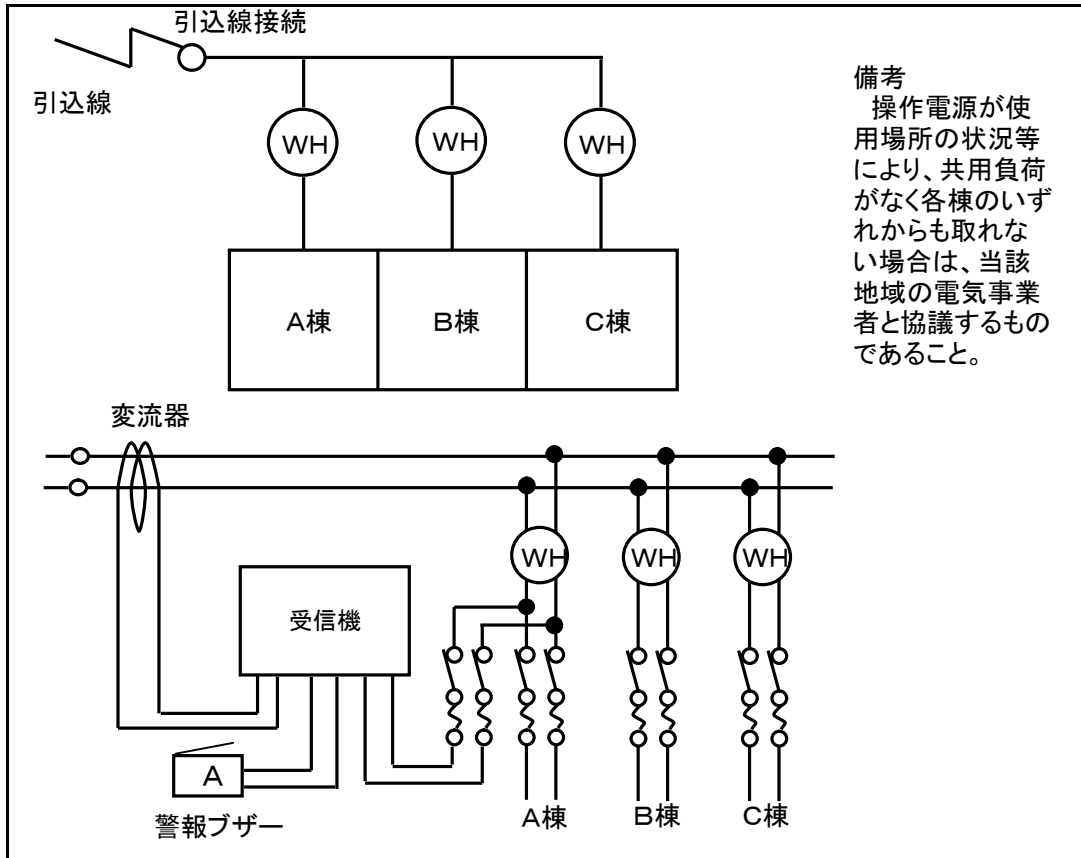 引込線接続
引込線
WH
WH
WH
A棟
B棟
C棟
備考
操作電源が使
用場所の状況等
により、共用負荷
がなく各棟のいず
れからも取れな
い場合は、当該
地域の電気事業
者と協議するもの
であること。
変流器
WH
WH
WH
受信機
A
警報ブザー
A棟
B棟
C棟